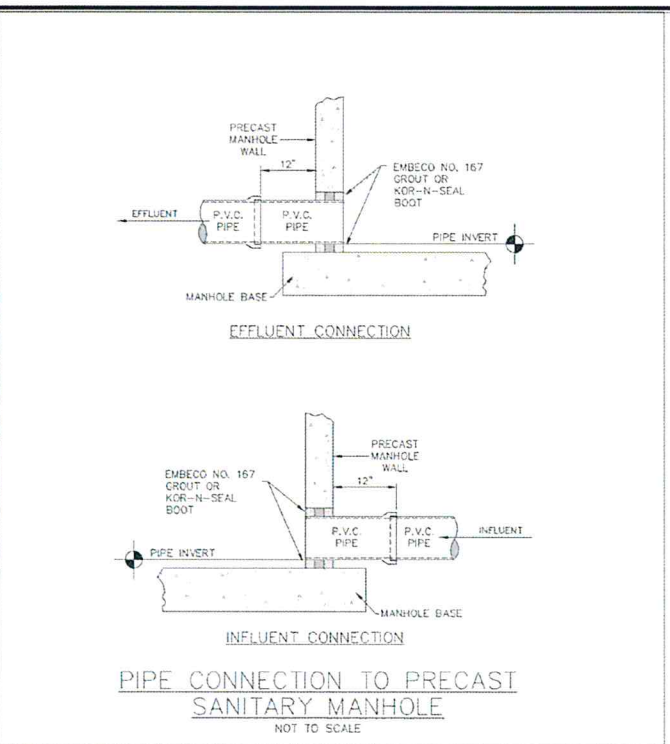 PRECAST
MANHOLE
WALL
12"
EMBECO NO. 167
GROUT OR
KOR-N-SEAL
BOOT
EFFLUENT
P.V.C.
PIPE
P.V.C.
PIPE
PIPE INVERT
MANHOLE BASE
EFFLUENT CONNECTION
PRECAST
MANHOLE
WALL
12"
EMBECO NO. 167
GROUT OR
KOR-N-SEAL
BOOT
P.V.C.
PIPE
P.V.C.
PIPE
INFLUENT
PIPE INVERT
MANHOLE BASE
INFLUENT CONNECTION
PIPE CONNECTION TO PRECAST
SANITARY MANHOLE
NOT TO SCALE